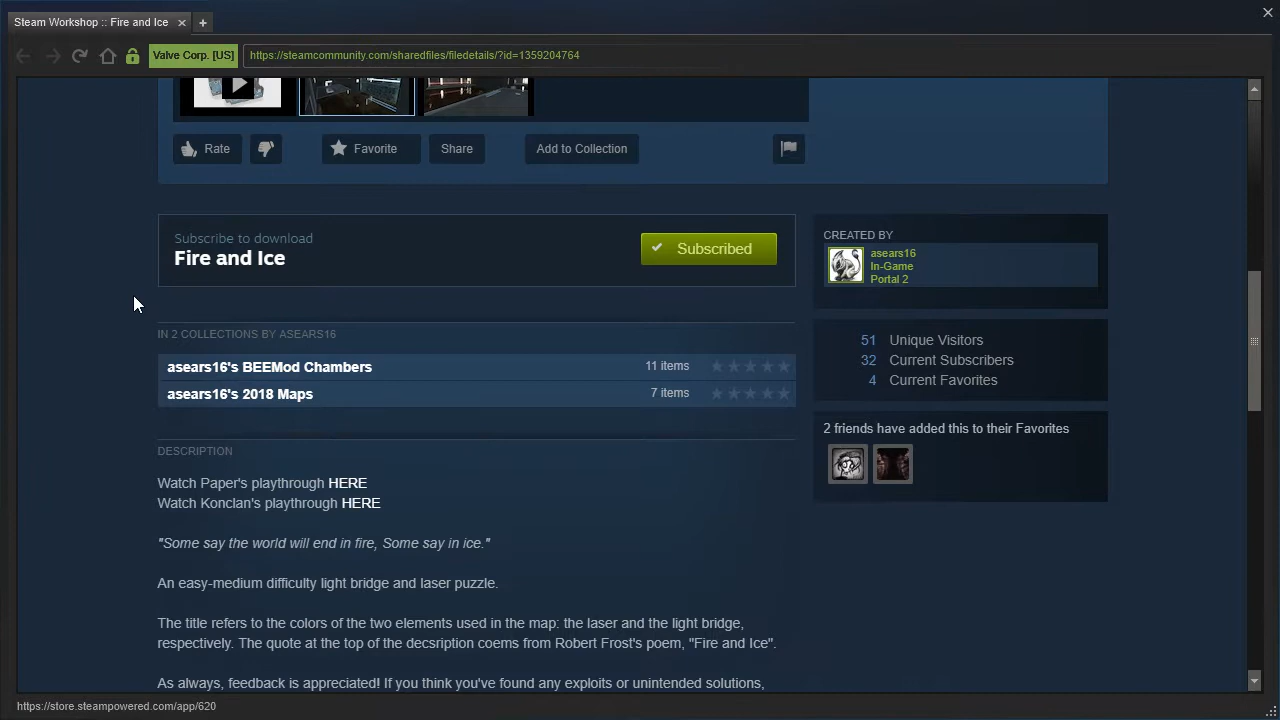 Steam Workshop :: Fire and Ice
Valve Corp. [US]
https://steamcommunity.com/sharedfiles/filedetails/?id=1359204764
Rate
Favorite
Share
Add to Collection
Subscribe to download
Fire and Ice
Subscribed
CREATED BY
asears16
In-Game
Portal 2
IN 2 COLLECTIONS BY ASEARS16
asears16's BEEMod Chambers 11 items
asears16's 2018 Maps 7 items
51 Unique Visitors
32 Current Subscribers
4 Current Favorites
2 friends have added this to their Favorites
DESCRIPTION
Watch Paper's playthrough HERE
Watch Konclan's playthrough HERE
"Some say the world will end in fire, Some say in ice."
An easy-medium difficulty light bridge and laser puzzle.
The title refers to the colors of the two elements used in the map: the laser and the light bridge,
respectively. The quote at the top of the decsription coems from Robert Frost's poem, "Fire and Ice".
As always, feedback is appreciated! If you think you've found any exploits or unintended solutions,
https://store.steampowered.com/app/620